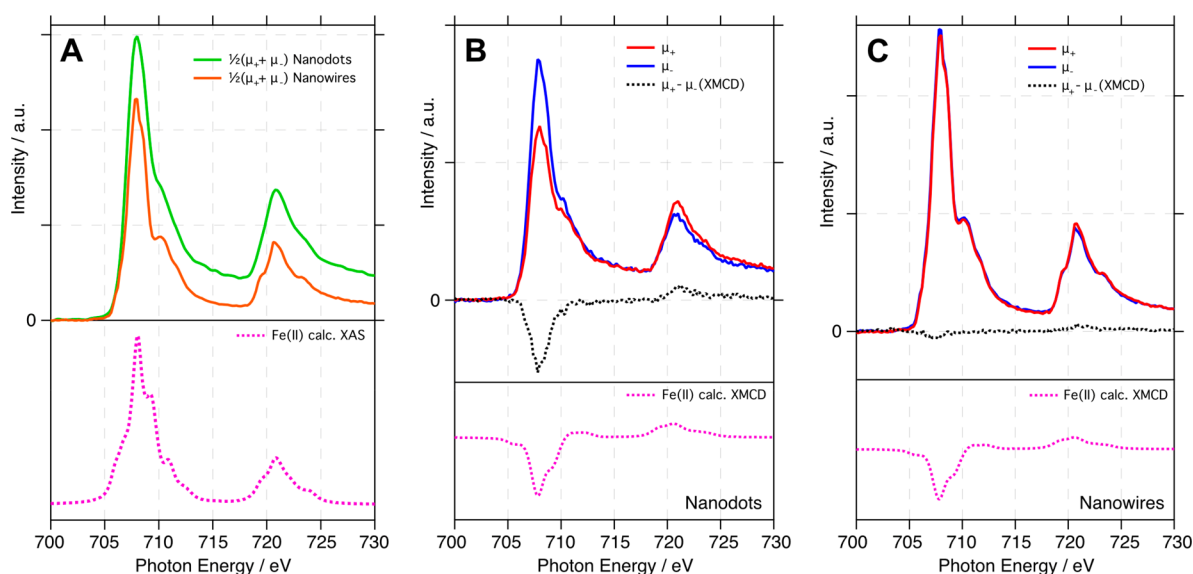 A
½(μ₊+ μ₋) Nanodots
½(μ₊+ μ₋) Nanowires
Intensity / a.u.
0
Fe(II) calc. XAS
700 705 710 715 720 725 730
Photon Energy / eV
B
μ₊
μ₋
μ₊- μ₋(XMCD)
Intensity / a.u.
0
Fe(II) calc. XMCD
Nanodots
700 705 710 715 720 725 730
Photon Energy / eV
C
μ₊
μ₋
μ₊- μ₋(XMCD)
Intensity / a.u.
0
Fe(II) calc. XMCD
Nanowires
700 705 710 715 720 725 730
Photon Energy / eV